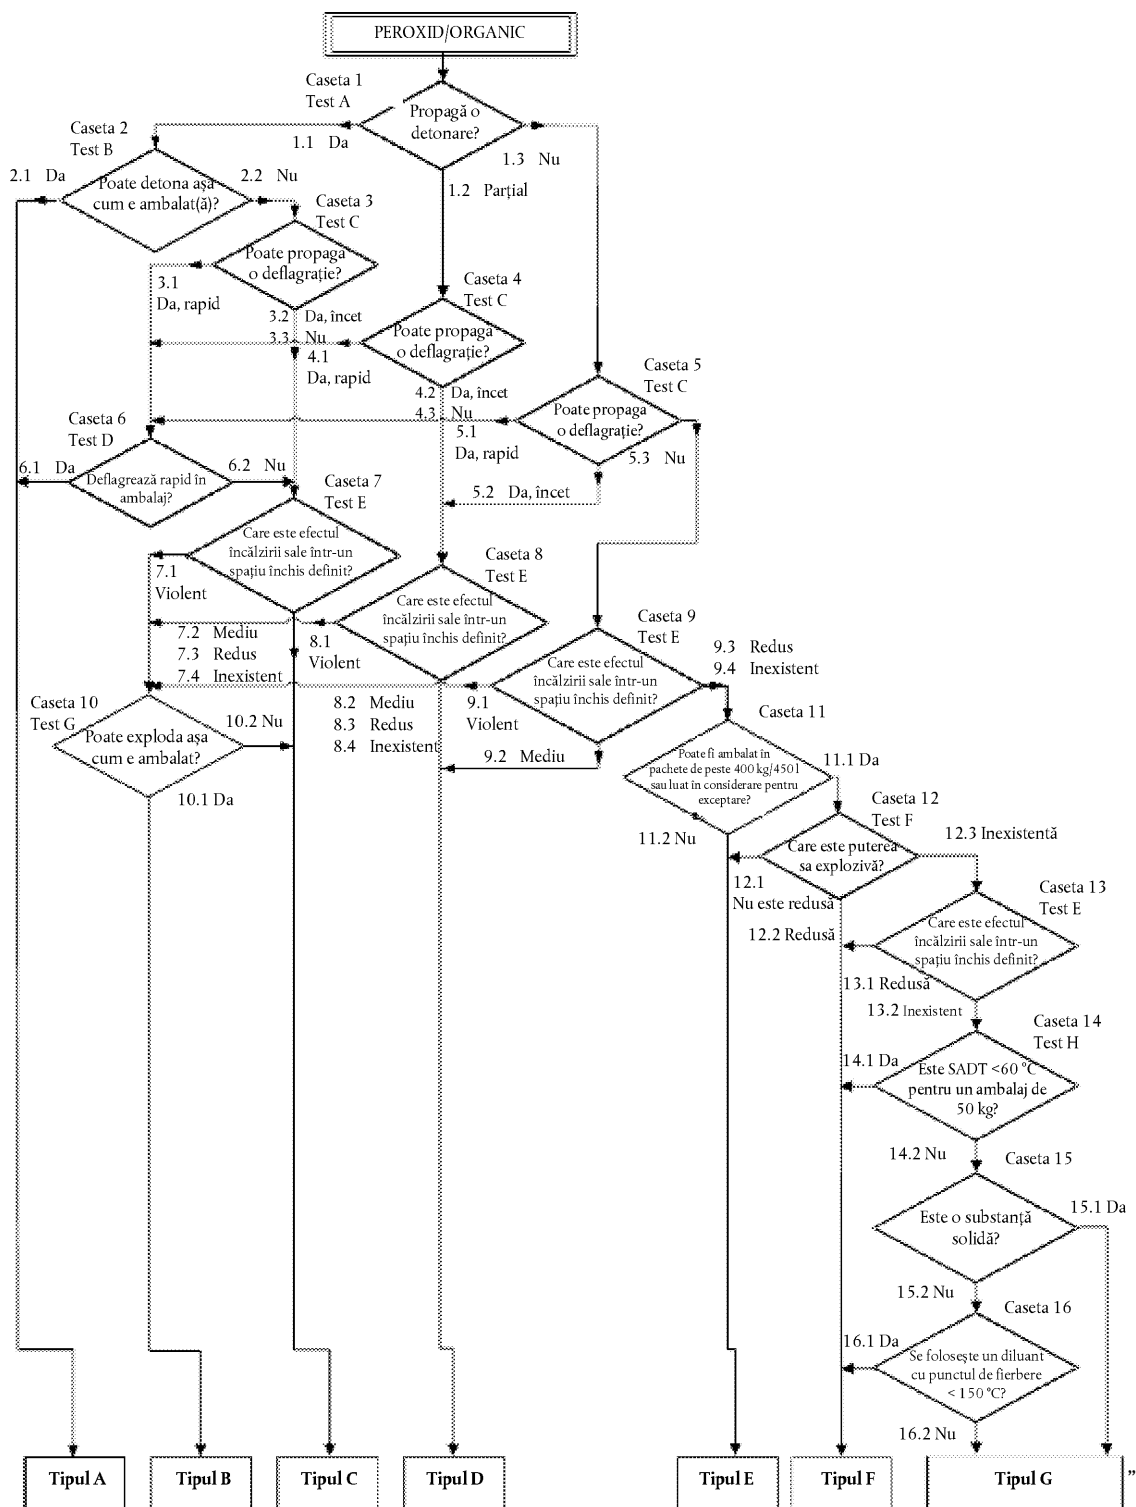 PEROXID/ORGANIC
Caseta 1
Test A
Propagă o
detonare?
1.1 Da
1.3 Nu
1.2 Parțial
Caseta 2
Test B
2.1 Da
2.2 Nu
Poate detona așa
cum e ambalat(ă)?
Caseta 3
Test C
Poate propaga
o deflagrație?
3.1
Da, rapid
3.2 Da, încet
3.3 Nu
Caseta 4
Test C
Poate propaga
o deflagrație?
4.1
Da, rapid
4.2 Da, încet
4.3 Nu
Caseta 5
Test C
Poate propaga
o deflagrație?
5.1
Da, rapid
5.3 Nu
5.2 Da, încet
Caseta 6
Test D
6.1 Da
6.2 Nu
Deflagrează rapid în
ambalaj?
Caseta 7
Test E
Care este efectul
încălzirii sale într-un
spațiu închis definit?
7.1
Violent
7.2 Mediu
7.3 Redus
7.4 Inexistent
Caseta 8
Test E
Care este efectul
încălzirii sale într-un
spațiu închis definit?
8.1
Violent
8.2 Mediu
8.3 Redus
8.4 Inexistent
Caseta 9
Test E
Care este efectul
încălzirii sale într-un
spațiu închis definit?
9.1
Violent
9.2 Mediu
9.3 Redus
9.4 Inexistent
Caseta 10
Test G
Poate exploda așa
cum e ambalat?
10.2 Nu
10.1 Da
Caseta 11
Poate fi ambalat în
pachete de peste 400 kg/450 l
sau luat în considerare pentru
exceptare?
11.1 Da
11.2 Nu
Caseta 12
Test F
Care este puterea
sa explozivă?
12.3 Inexistentă
12.1
Nu este redusă
12.2 Redusă
Caseta 13
Test E
Care este efectul
încălzirii sale într-un
spațiu închis definit?
13.1 Redusă
13.2 Inexistent
Caseta 14
Test H
14.1 Da
Este SADT <60 °C
pentru un ambalaj de
50 kg?
14.2 Nu
Caseta 15
15.1 Da
Este o substanță
solidă?
15.2 Nu
Caseta 16
16.1 Da
Se folosește un diluant
cu punctul de fierbere
< 150 °C?
16.2 Nu
Tipul A
Tipul B
Tipul C
Tipul D
Tipul E
Tipul F
Tipul G
”